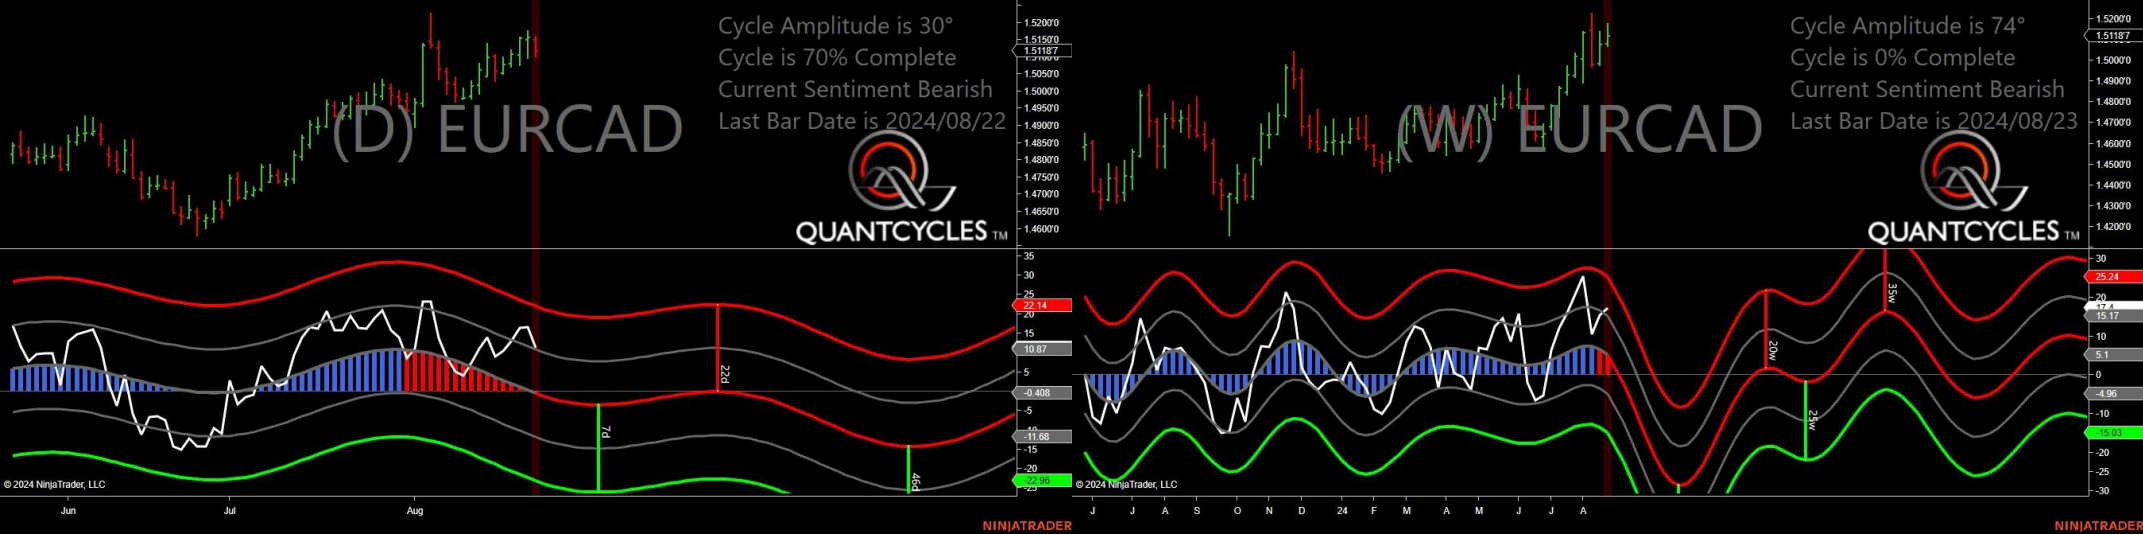 Cycle Amplitude is 30°
Cycle is 70% Complete
Current Sentiment Bearish
Last Bar Date is 2024/08/22
(D) EURCAD
QUANTCYCLES TM
1.5200'0
1.5150'0
1.5118'7
1.5050'0
1.5000'0
1.4950'0
1.4900'0
1.4850'0
1.4800'0
1.4750'0
1.4700'0
1.4650'0
1.4600'0
35
30
25
22.14
20
15
10.87
5
-0.408
-5
-11.68
-15
-20
-22.96
22d
7d
46d
© 2024 NinjaTrader, LLC
Jun
Jul
Aug
NINJATRADER
Cycle Amplitude is 74°
Cycle is 0% Complete
Current Sentiment Bearish
Last Bar Date is 2024/08/23
(W) EURCAD
QUANTCYCLES TM
1.5200'0
1.5118'7
1.5000'0
1.4900'0
1.4800'0
1.4700'0
1.4600'0
1.4500'0
1.4400'0
1.4300'0
1.4200'0
30
25.24
20
15.17
10
5.1
0
-4.96
-10
-15.03
-20
-25
-30
35w
20w
25w
© 2024 NinjaTrader, LLC
J J A S O N D 24 F M A M J J A
NINJATRADER